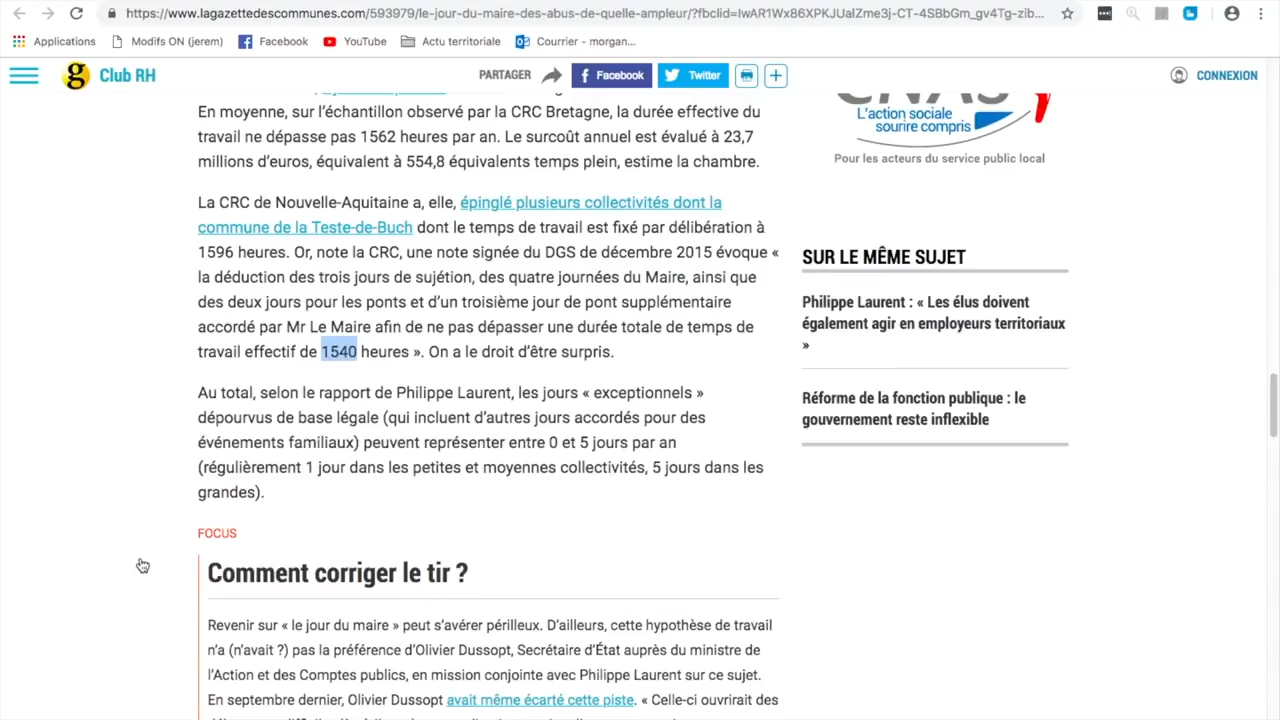 https://www.lagazettedescommunes.com/593979/le-jour-du-maire-des-abus-de-quelle-ampleur/?fbclid=IwAR1Wx86XPKJUaIZme3j-CT-4SBbGm_gv4Tg-zib...
Applications Modifs ON (jerem) Facebook YouTube Actu territoriale Courrier - morgan...
g Club RH PARTAGER Facebook Twitter CONNEXION
En moyenne, sur l'échantillon observé par la CRC Bretagne, la durée effective du
travail ne dépasse pas 1562 heures par an. Le surcoût annuel est évalué à 23,7
millions d'euros, équivalent à 554,8 équivalents temps plein, estime la chambre.
La CRC de Nouvelle-Aquitaine a, elle, épinglé plusieurs collectivités dont la
commune de la Teste-de-Buch dont le temps de travail est fixé par délibération à
1596 heures. Or, note la CRC, une note signée du DGS de décembre 2015 évoque «
la déduction des trois jours de sujétion, des quatre journées du Maire, ainsi que
des deux jours pour les ponts et d'un troisième jour de pont supplémentaire
accordé par Mr Le Maire afin de ne pas dépasser une durée totale de temps de
travail effectif de 1540 heures ». On a le droit d'être surpris.
Au total, selon le rapport de Philippe Laurent, les jours « exceptionnels »
dépourvus de base légale (qui incluent d'autres jours accordés pour des
événements familiaux) peuvent représenter entre 0 et 5 jours par an
(régulièrement 1 jour dans les petites et moyennes collectivités, 5 jours dans les
grandes).
FOCUS
Comment corriger le tir ?
Revenir sur « le jour du maire » peut s'avérer périlleux. D'ailleurs, cette hypothèse de travail
n'a (n'avait ?) pas la préférence d'Olivier Dussopt, Secrétaire d'État auprès du ministre de
l'Action et des Comptes publics, en mission conjointe avec Philippe Laurent sur ce sujet.
En septembre dernier, Olivier Dussopt avait même écarté cette piste. « Celle-ci ouvrirait des
CNAS
L'action sociale
sourire compris
Pour les acteurs du service public local
SUR LE MÊME SUJET
Philippe Laurent : « Les élus doivent
également agir en employeurs territoriaux
»
Réforme de la fonction publique : le
gouvernement reste inflexible